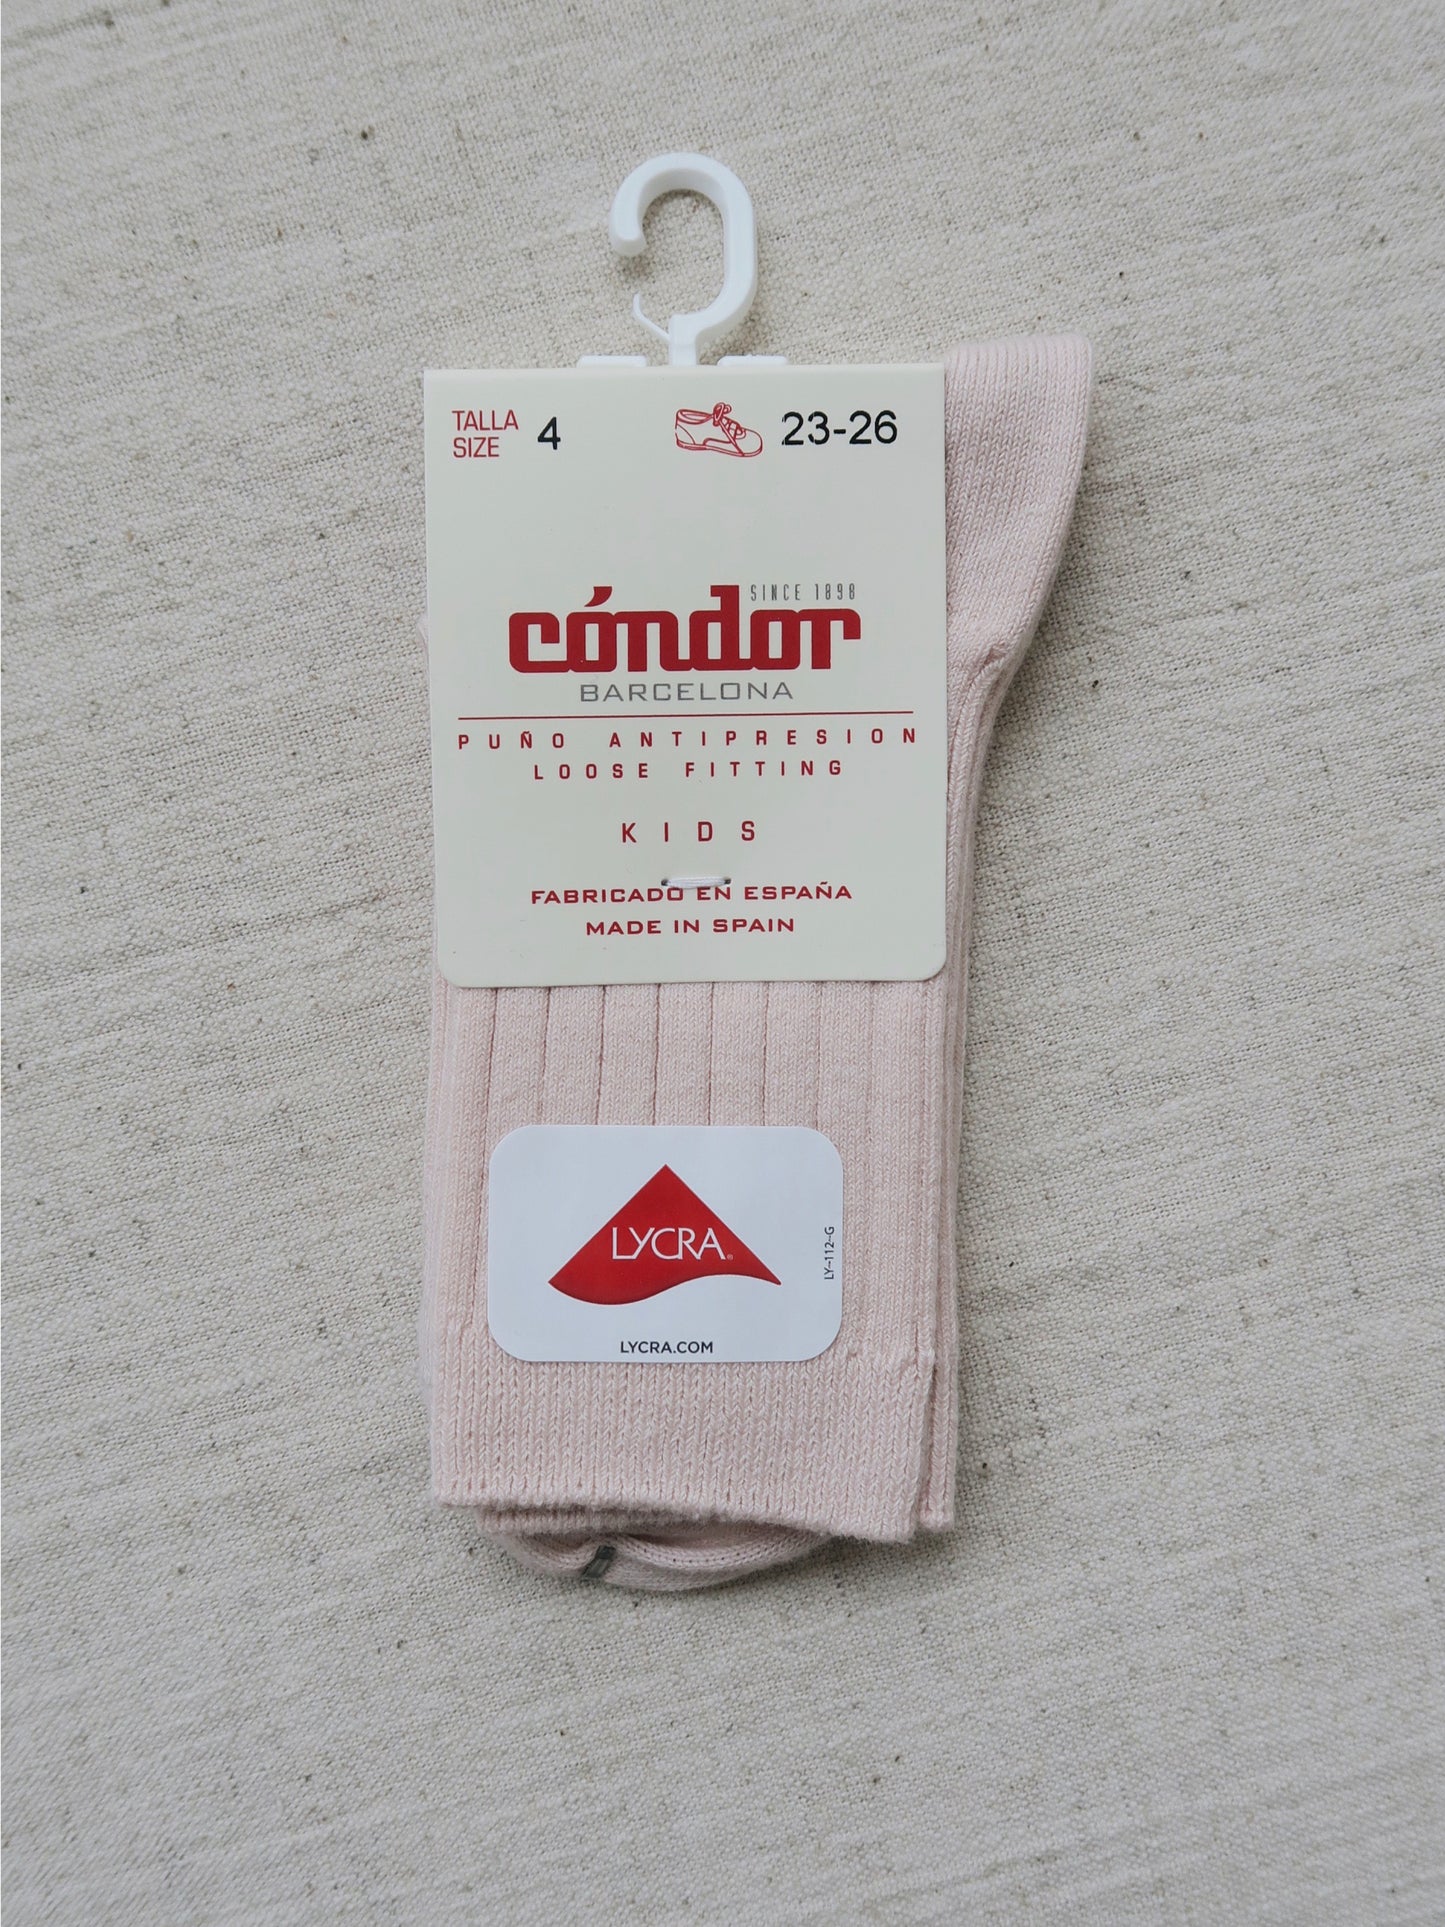 TALLA
SIZE 4 23-26
SINCE 1898
cóndor
BARCELONA
PUÑO ANTIPRESION
LOOSE FITTING
KIDS
FABRICADO EN ESPAÑA
MADE IN SPAIN
LYCRA®
LY-112-G
LYCRA.COM